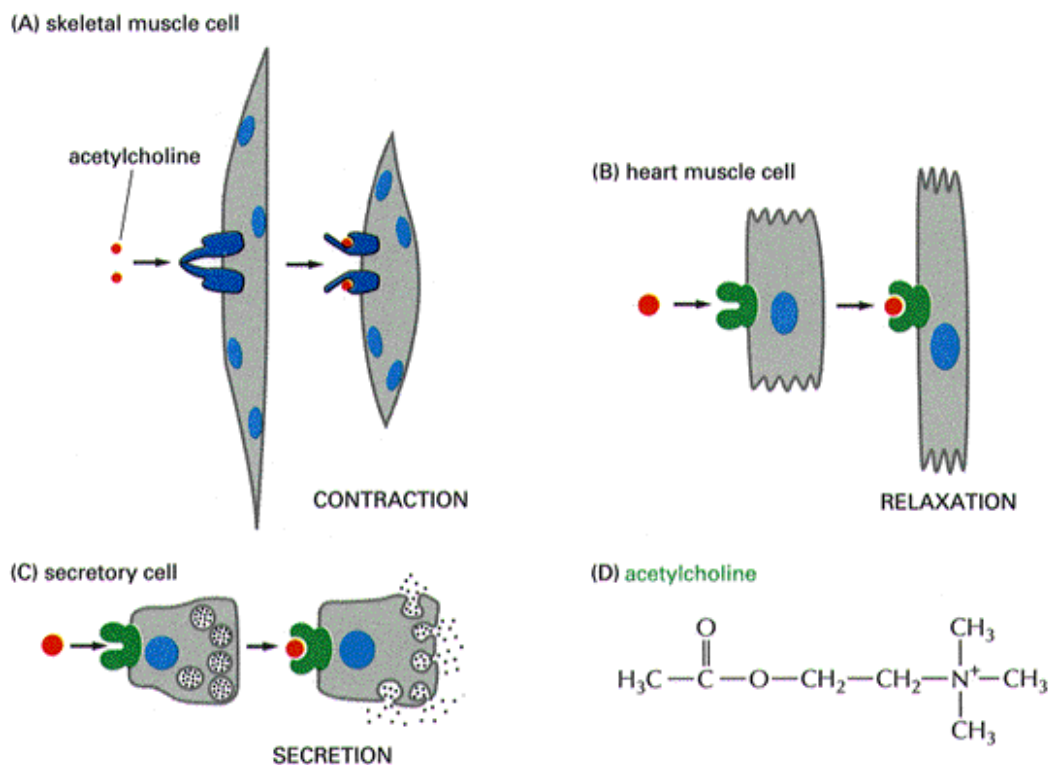 (A) skeletal muscle cell
acetylcholine
CONTRACTION
(B) heart muscle cell
RELAXATION
(C) secretory cell
SECRETION
(D) acetylcholine
O
CH₃
H₃C—C—O—CH₂—CH₂—N⁺—CH₃
CH₃